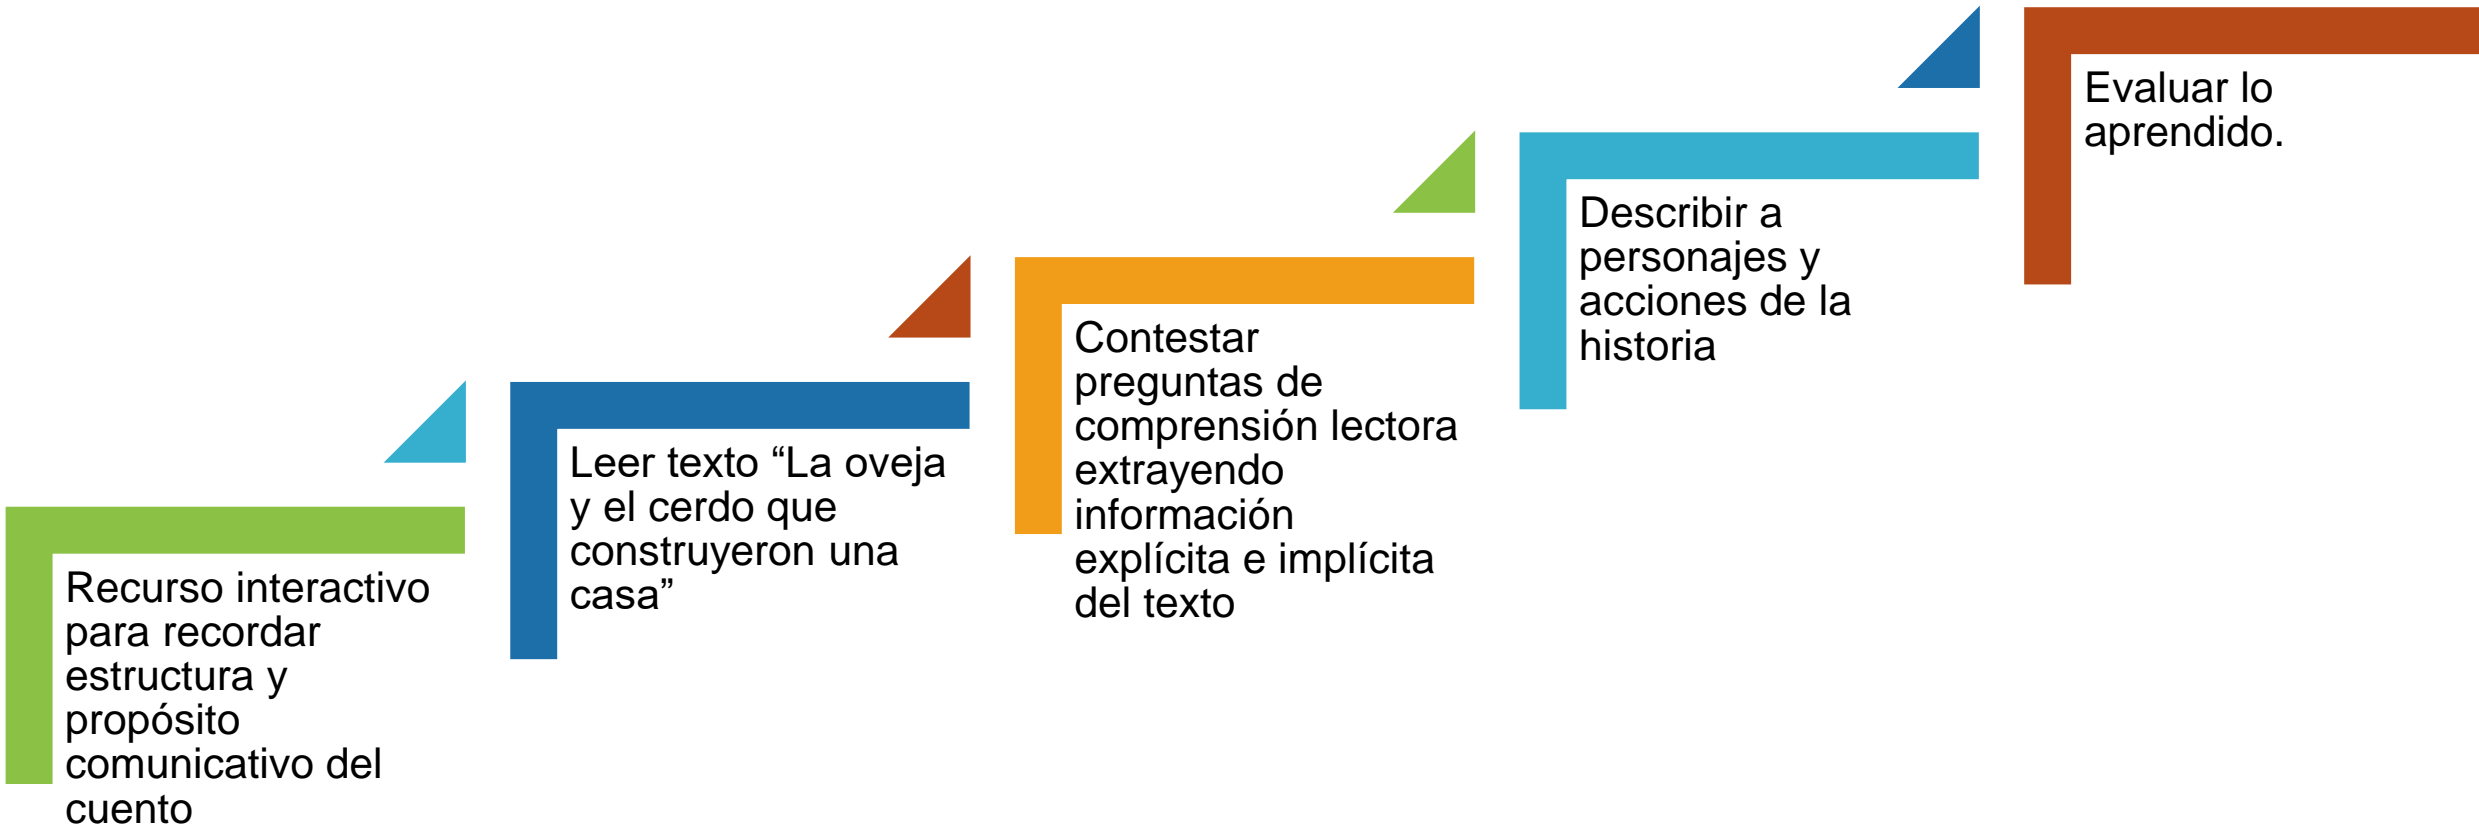 Recurso interactivo
para recordar
estructura y
propósito
comunicativo del
cuento
Leer texto “La oveja
y el cerdo que
construyeron una
casa”
Contestar
preguntas de
comprensión lectora
extrayendo
información
explícita e implícita
del texto
Describir a
personajes y
acciones de la
historia
Evaluar lo
aprendido.